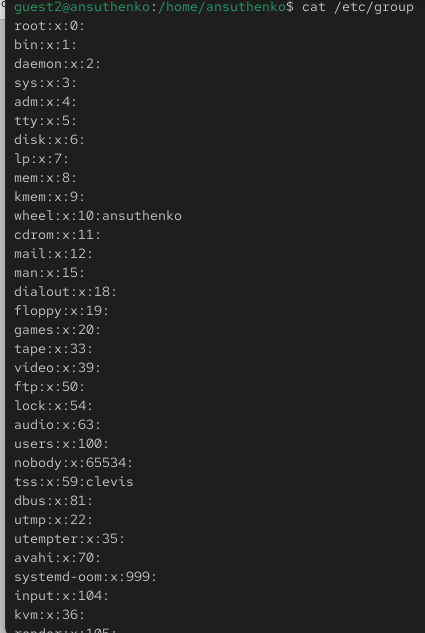 guest2@ansuthenko:/home/ansuthenko$ cat /etc/group
root:x:0:
bin:x:1:
daemon:x:2:
sys:x:3:
adm:x:4:
tty:x:5:
disk:x:6:
lp:x:7:
mem:x:8:
kmem:x:9:
wheel:x:10:ansuthenko
cdrom:x:11:
mail:x:12:
man:x:15:
dialout:x:18:
floppy:x:19:
games:x:20:
tape:x:33:
video:x:39:
ftp:x:50:
lock:x:54:
audio:x:63:
users:x:100:
nobody:x:65534:
tss:x:59:clevis
dbus:x:81:
utmp:x:22:
utempter:x:35:
avahi:x:70:
systemd-oom:x:999:
input:x:104:
kvm:x:36:
render:x:105: